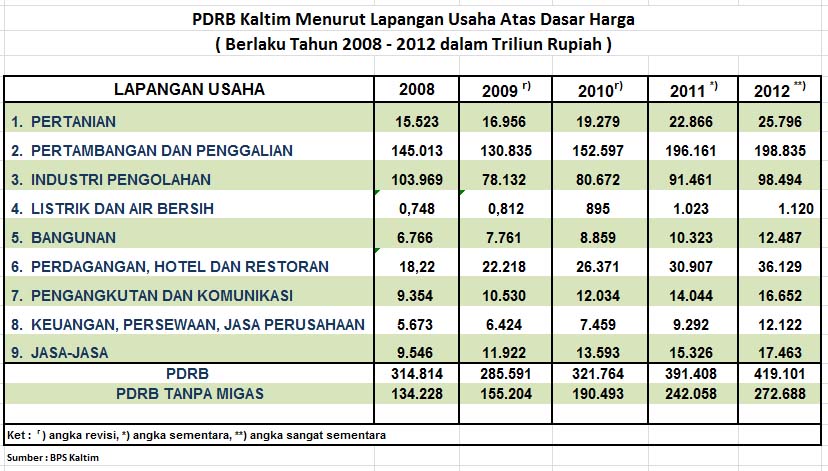 PDRB Kaltim Menurut Lapangan Usaha Atas Dasar Harga
( Berlaku Tahun 2008 - 2012 dalam Triliun Rupiah )
LAPANGAN USAHA 2008 2009 r) 2010 r) 2011 *) 2012 **)
1. PERTANIAN 15.523 16.956 19.279 22.866 25.796
2. PERTAMBANGAN DAN PENGGALIAN 145.013 130.835 152.597 196.161 198.835
3. INDUSTRI PENGOLAHAN 103.969 78.132 80.672 91.461 98.494
4. LISTRIK DAN AIR BERSIH 0,748 0,812 895 1.023 1.120
5. BANGUNAN 6.766 7.761 8.859 10.323 12.487
6. PERDAGANGAN, HOTEL DAN RESTORAN 18,22 22.218 26.371 30.907 36.129
7. PENGANGKUTAN DAN KOMUNIKASI 9.354 10.530 12.034 14.044 16.652
8. KEUANGAN, PERSEWAAN, JASA PERUSAHAAN 5.673 6.424 7.459 9.292 12.122
9. JASA-JASA 9.546 11.922 13.593 15.326 17.463
PDRB 314.814 285.591 321.764 391.408 419.101
PDRB TANPA MIGAS 134.228 155.204 190.493 242.058 272.688
Ket : r ) angka revisi, *) angka sementara, **) angka sangat sementara
Sumber : BPS Kaltim